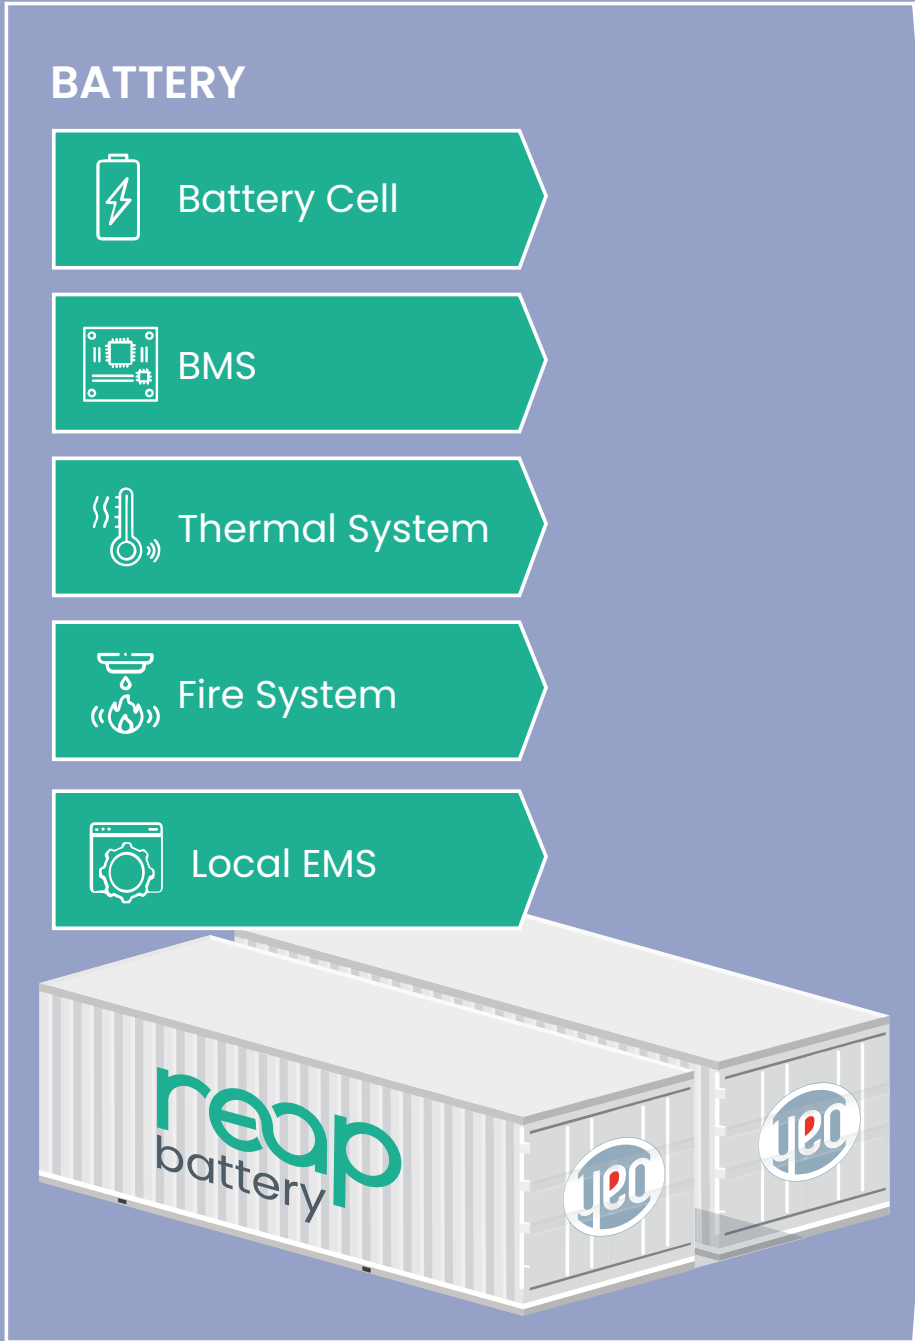 BATTERY
Battery Cell
BMS
Thermal System
Fire System
Local EMS
reap
battery
yeo
yeo